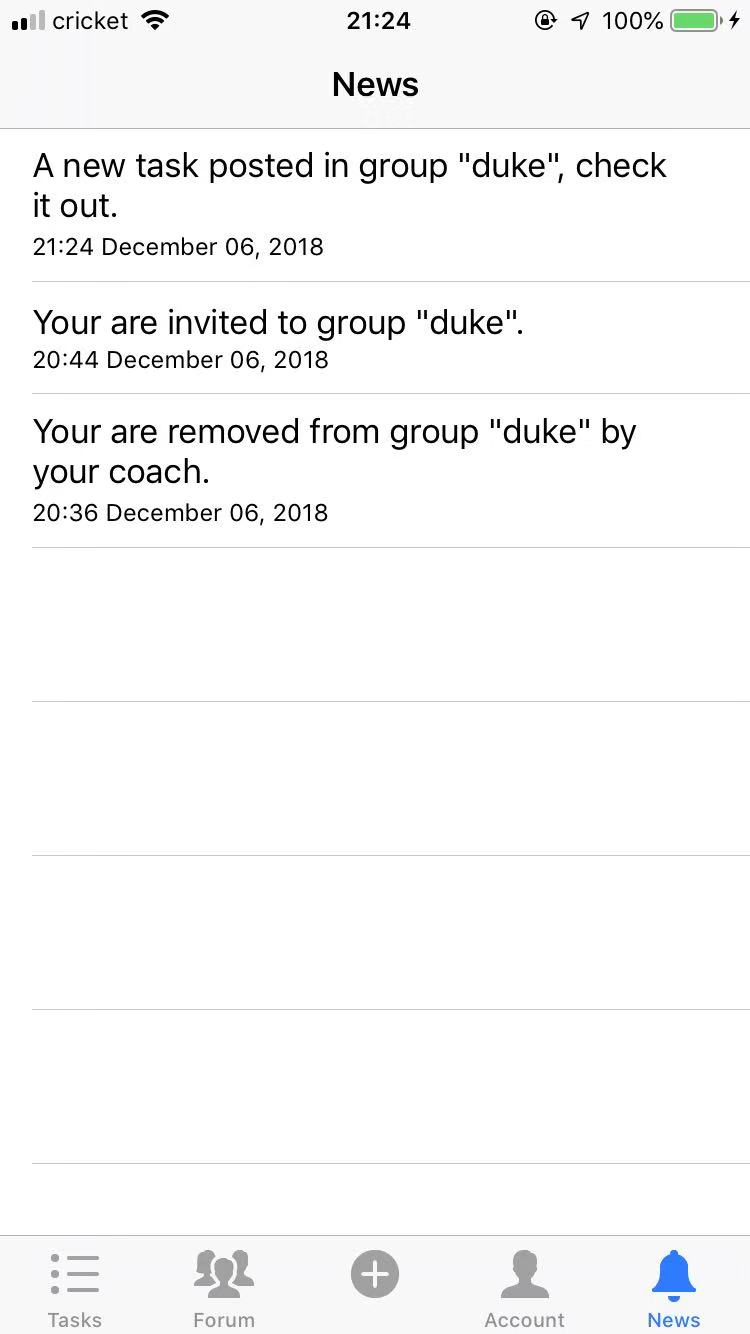 cricket 21:24 100%
News
A new task posted in group "duke", check
it out.
21:24 December 06, 2018
Your are invited to group "duke".
20:44 December 06, 2018
Your are removed from group "duke" by
your coach.
20:36 December 06, 2018
Tasks Forum Account News